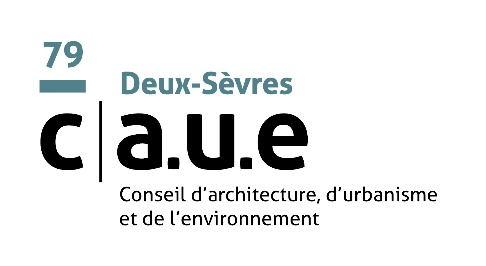 79
Deux-Sèvres
c|a.u.e
Conseil d'architecture, d'urbanisme
et de l'environnement